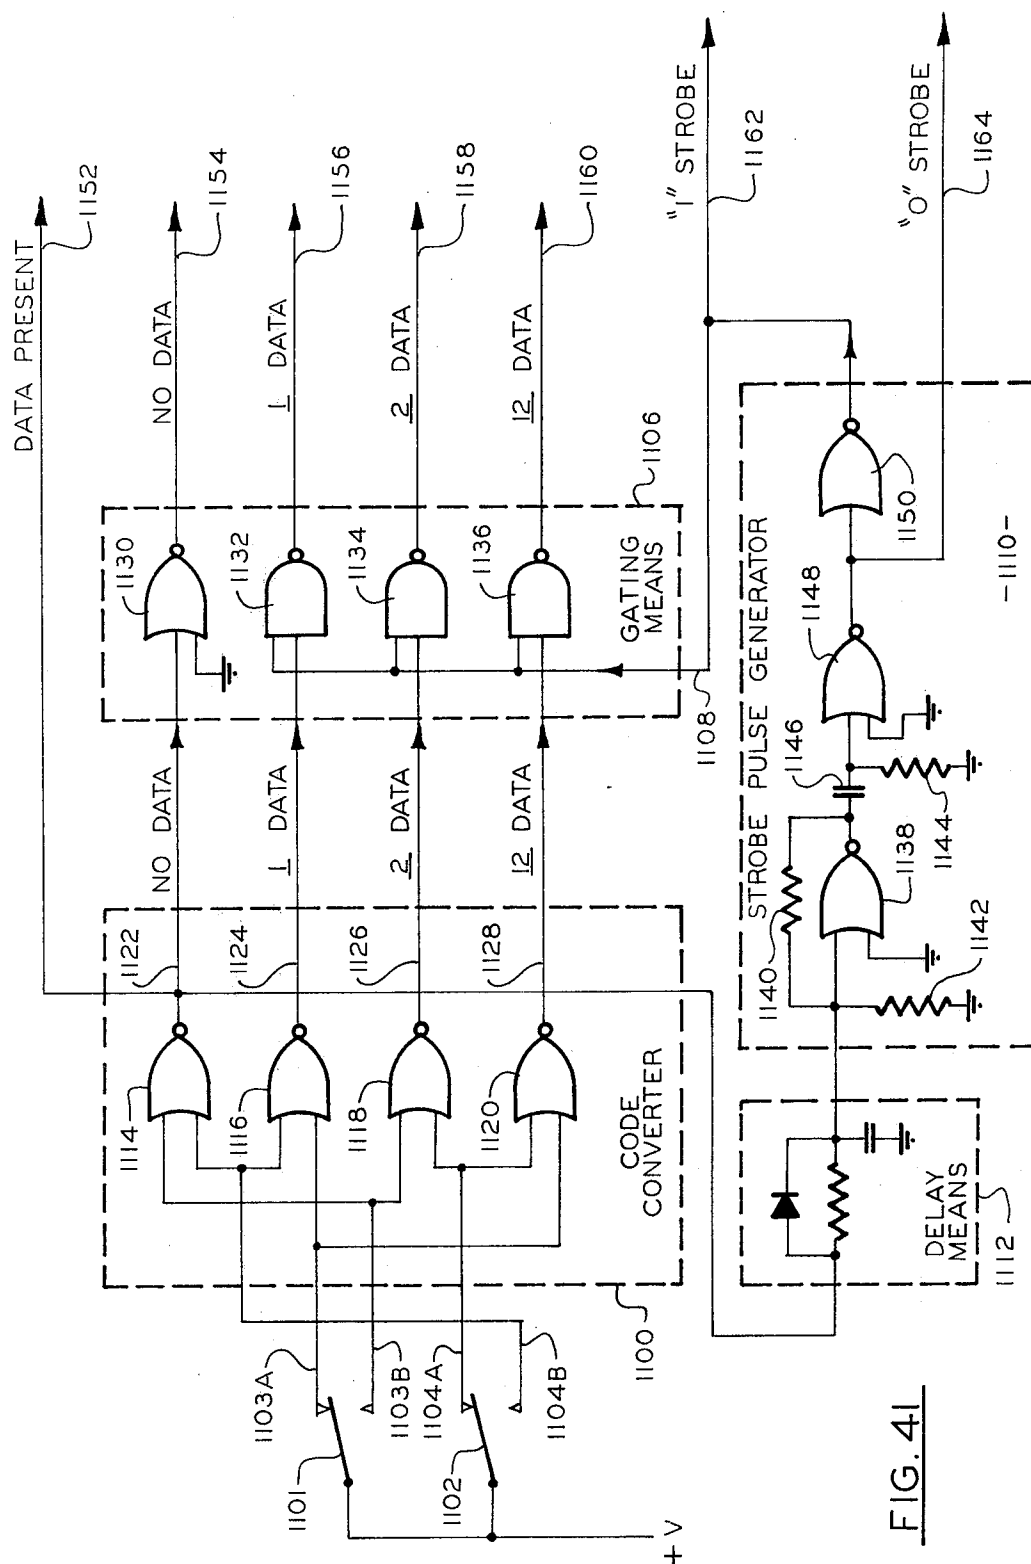 DATA PRESENT
1152
NO DATA
1154
1 DATA
1156
2 DATA
1158
12 DATA
1160
"1" STROBE
1162
"0" STROBE
1164
1130
1132
1134
1136
GATING
MEANS
1106
1108
NO DATA
1 DATA
2 DATA
12 DATA
1122
1124
1126
1128
1114
1116
1118
1120
CODE
CONVERTER
1100
1103A
1103B
1104A
1104B
1101
1102
+V
STROBE PULSE GENERATOR
-1110-
1150
1148
1146
1144
1138
1140
1142
DELAY
MEANS
1112
FIG. 41